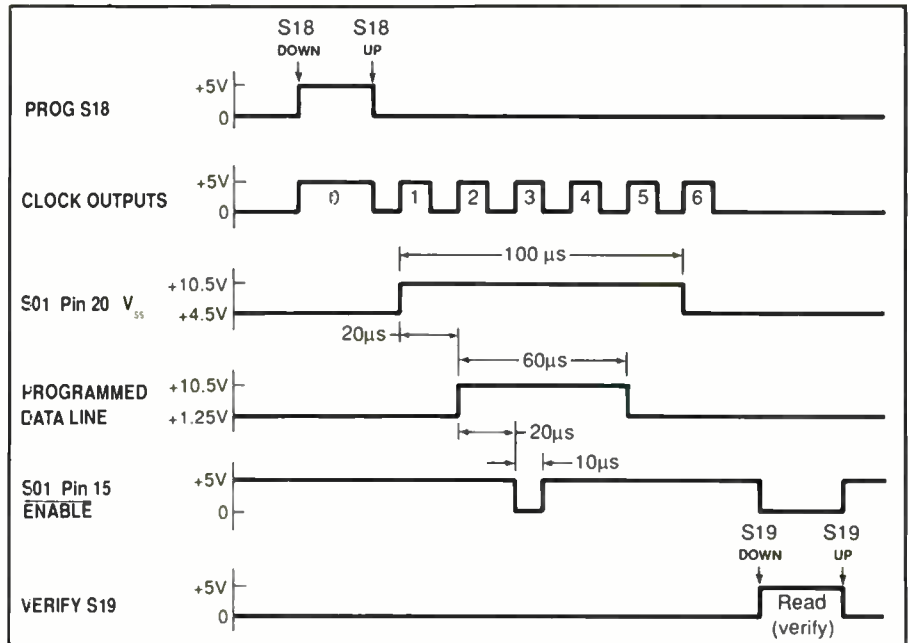 S18 S18
DOWN UP
+5V
PROG S18
0
+5V
CLOCK OUTPUTS 0 1 2 3 4 5 6
0
100 µs
+10.5V
S01 Pin 20 Vss
+4.5V
20µs
60µs
PROGRAMMED +10.5V
DATA LINE +1.25V
20µs
10µs
S01 Pin 15 +5V
ENABLE 0
S19 S19
DOWN UP
+5V
VERIFY S19 0
Read
(verify)